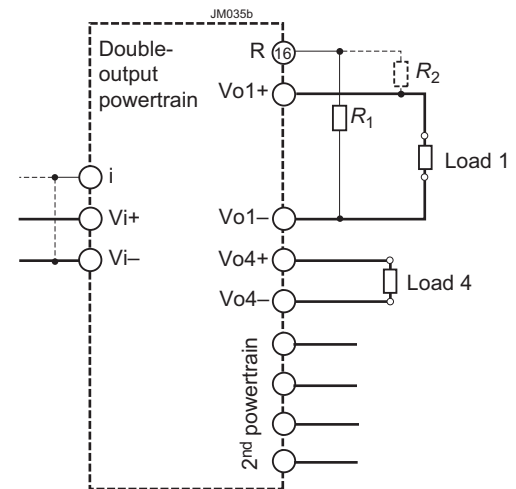 JM035b
Double-
output
powertrain
R
16
R2
Vo1+
R1
Load 1
i
Vi+
Vo1–
Vi–
Vo4+
Load 4
Vo4–
2nd powertrain